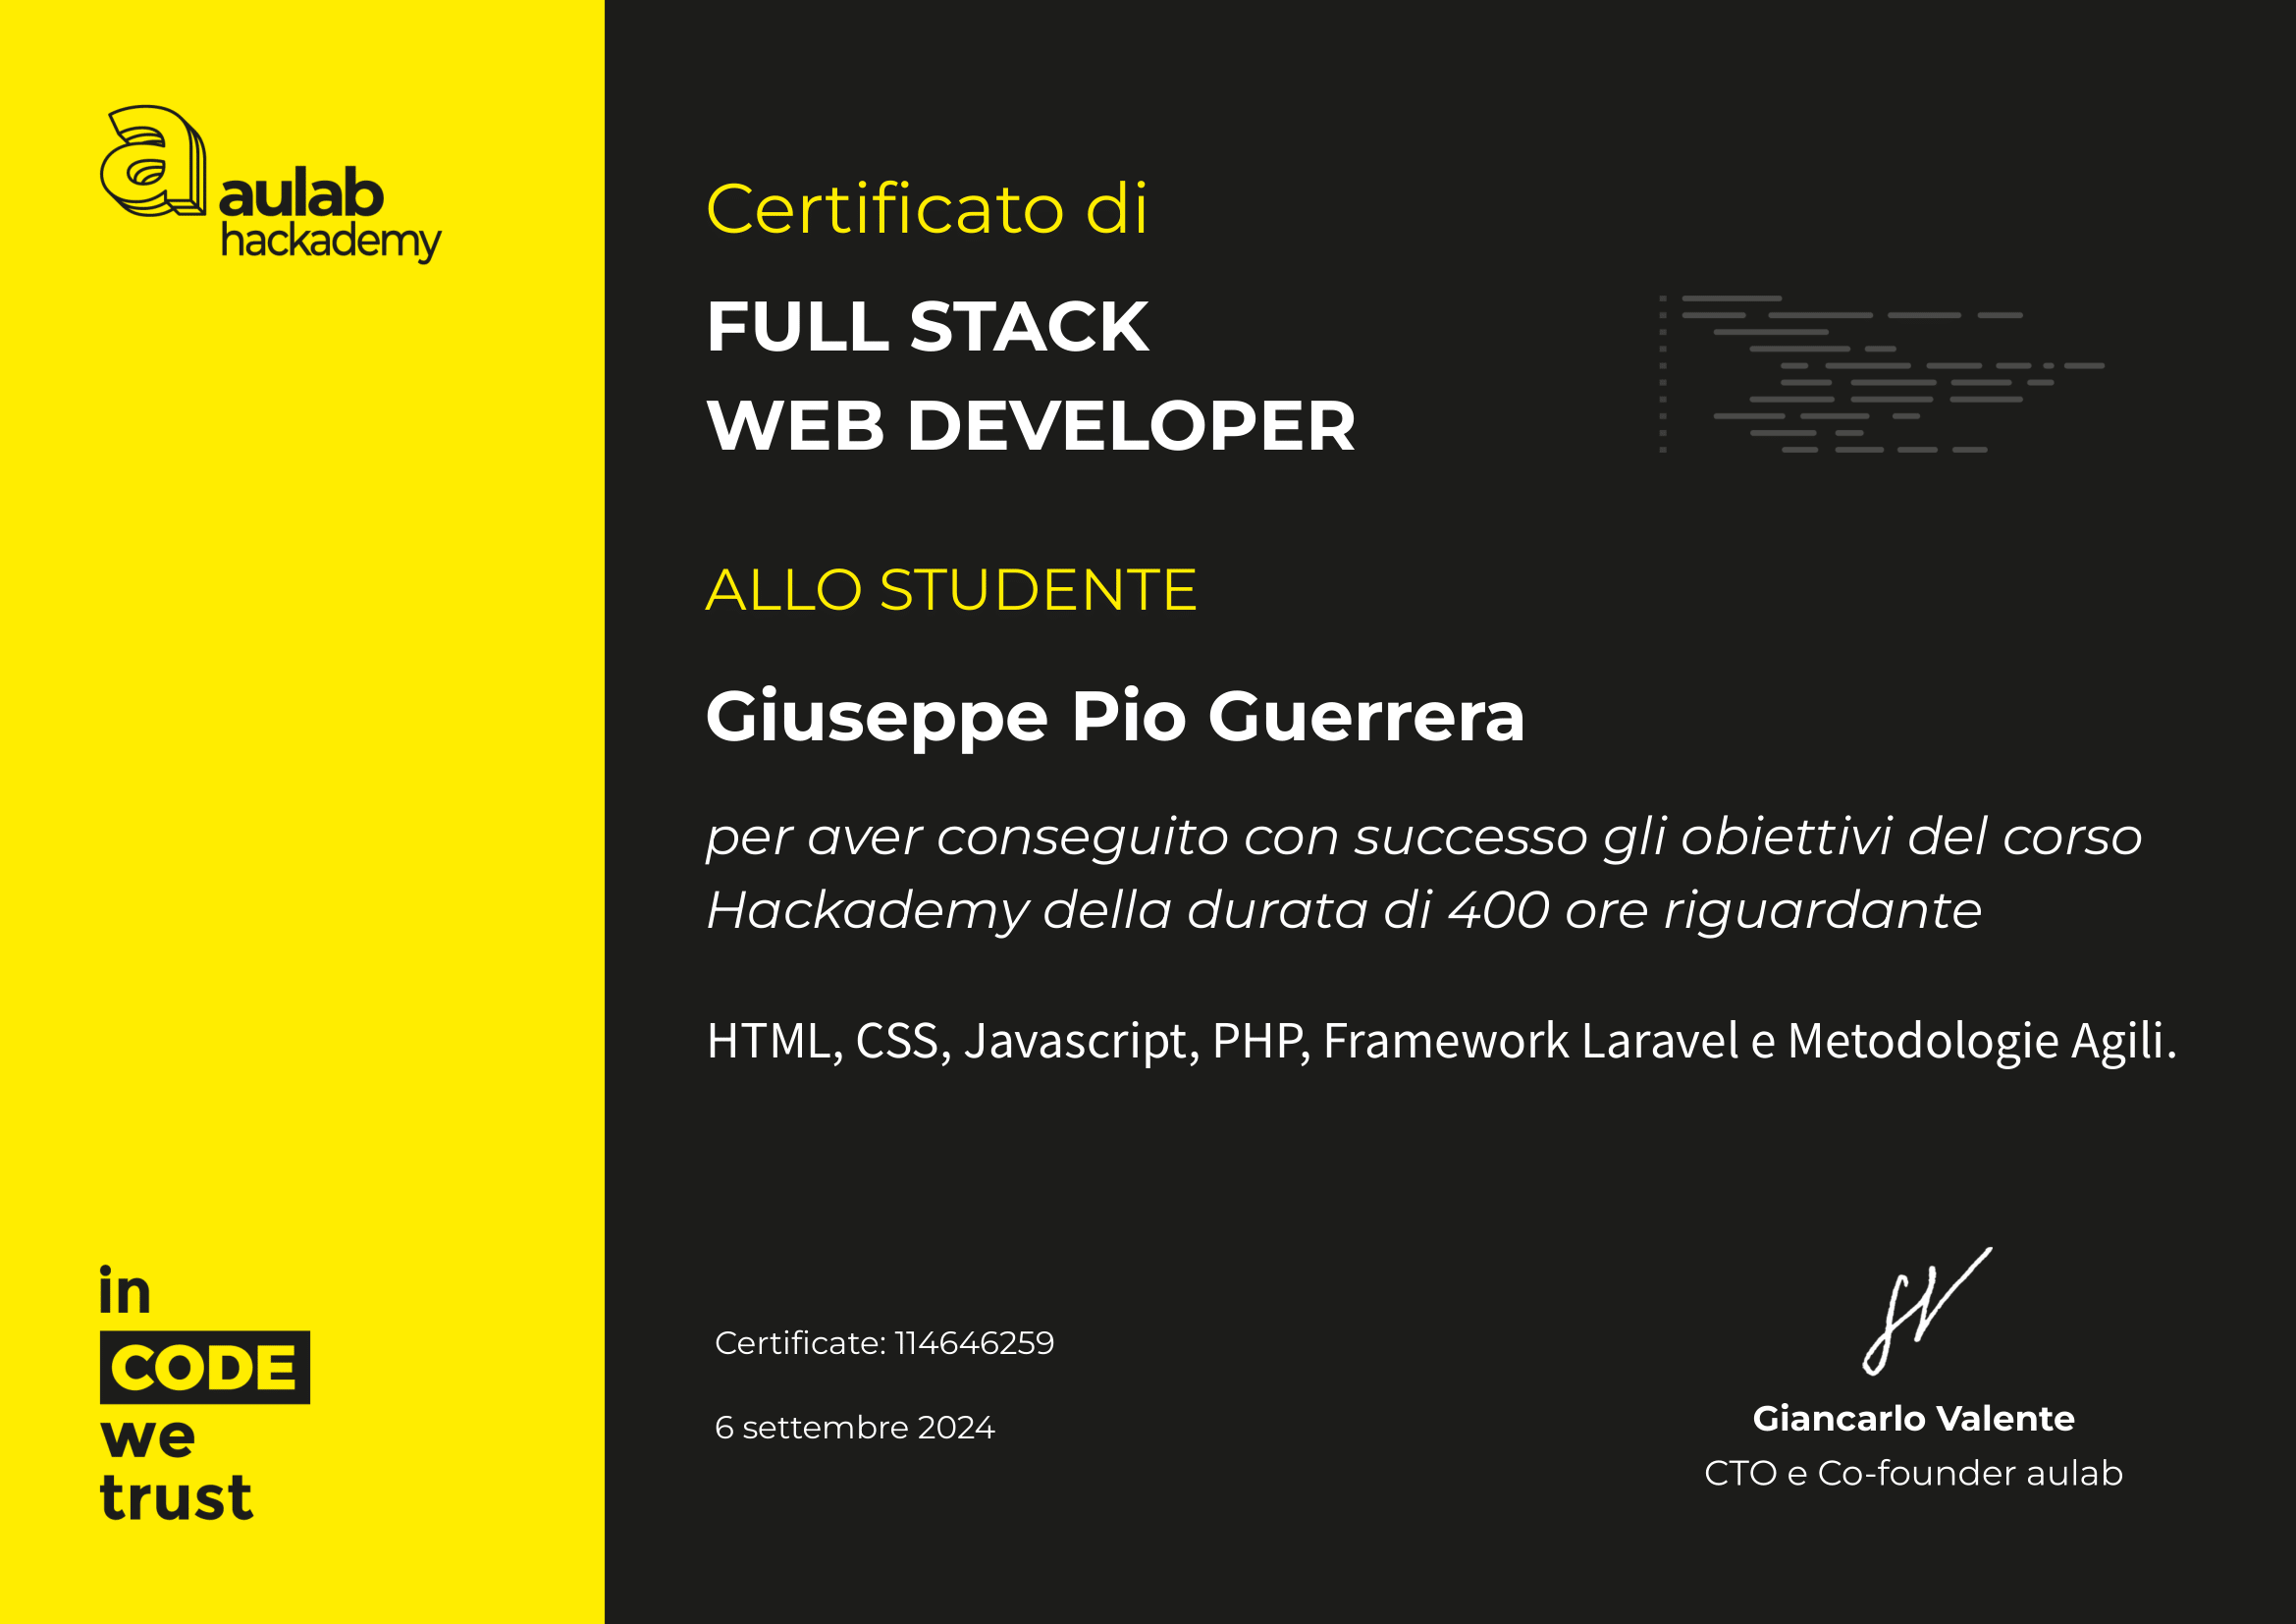 aulab
hackademy
Certificato di
FULL STACK
WEB DEVELOPER
ALLO STUDENTE
Giuseppe Pio Guerrera
per aver conseguito con successo gli obiettivi del corso
Hackademy della durata di 400 ore riguardante
HTML, CSS, Javascript, PHP, Framework Laravel e Metodologie Agili.
in
CODE
we
trust
Certificate: 114646259
6 settembre 2024
Giancarlo Valente
CTO e Co-founder aulab